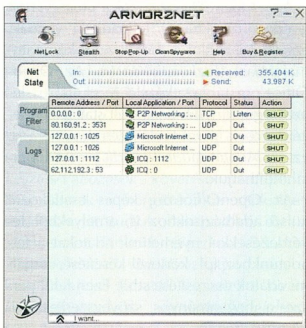 ARMOR2NET
NetLock Stealth Stop Pop-Up Clean Spywares Help Buy & Register
Net State
In: Received: 355.404 K
Out: Send: 43.987 K
Program Filter
Logs
Remote Address / Port Local Application / Port Protocol Status Action
0.0.0.0 : 0 P2P Networking : ... TCP Listen SHUT
80.160.91.2 : 3531 P2P Networking : ... UDP Out SHUT
127.0.0.1 : 1025 Microsoft Internet ... UDP Out SHUT
127.0.0.1 : 1026 Microsoft Internet ... UDP Out SHUT
127.0.0.1 : 1112 ICQ : 1112 UDP Out SHUT
62.112.192.3 : 53 ICQ : 0 UDP Out SHUT
I want...